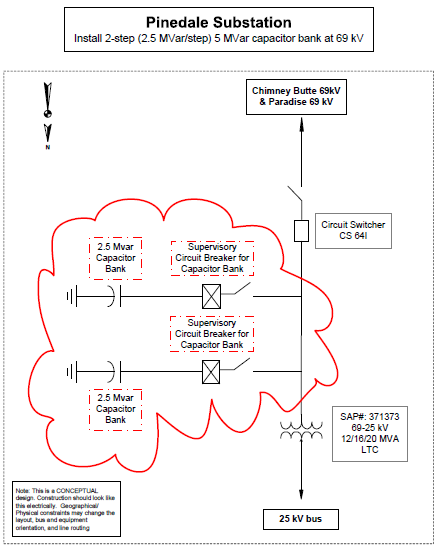 Pinedale Substation
Install 2-step (2.5 MVar/step) 5 MVar capacitor bank at 69 kV
Chimney Butte 69kV
& Paradise 69 kV
N
Circuit Switcher
CS 64I
2.5 Mvar
Capacitor
Bank
Supervisory
Circuit Breaker for
Capacitor Bank
Supervisory
Circuit Breaker for
Capacitor Bank
2.5 Mvar
Capacitor
Bank
SAP#: 371373
69-25 kV
12/16/20 MVA
LTC
Note: This is a CONCEPTUAL
design. Construction should look like
this electrically. Geographical/
Physical constraints may change the
layout, bus and equipment
orientation, and line routing
25 kV bus